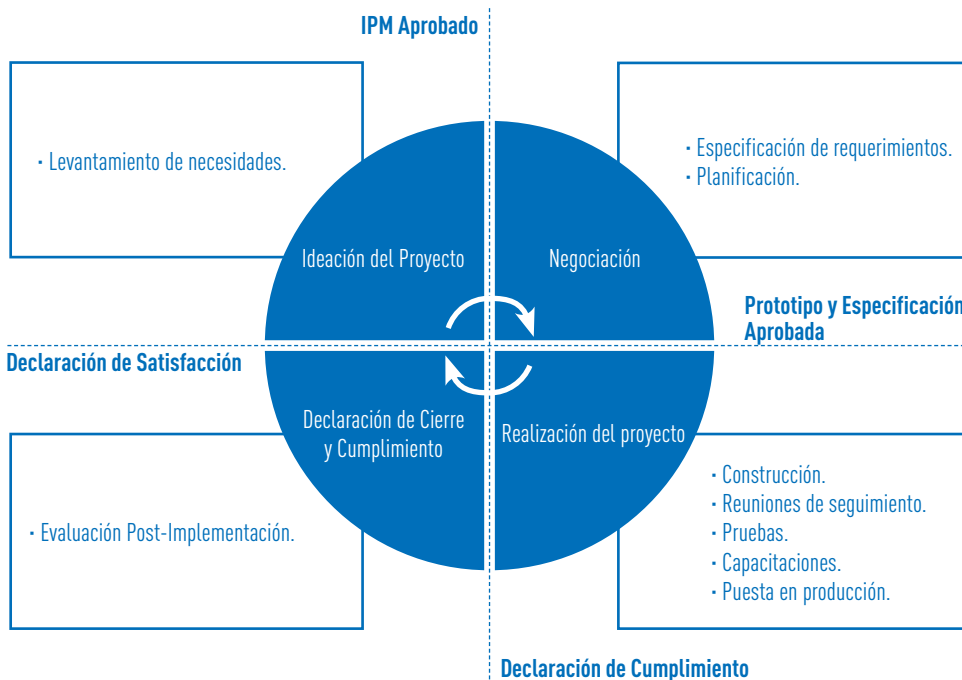 IPM Aprobado
· Levantamiento de necesidades.
· Especificación de requerimientos.
· Planificación.
Ideación del Proyecto
Negociación
Prototipo y Especificación
Aprobada
Declaración de Satisfacción
Declaración de Cierre
y Cumplimiento
Realización del proyecto
· Evaluación Post-Implementación.
· Construcción.
· Reuniones de seguimiento.
· Pruebas.
· Capacitaciones.
· Puesta en producción.
Declaración de Cumplimiento